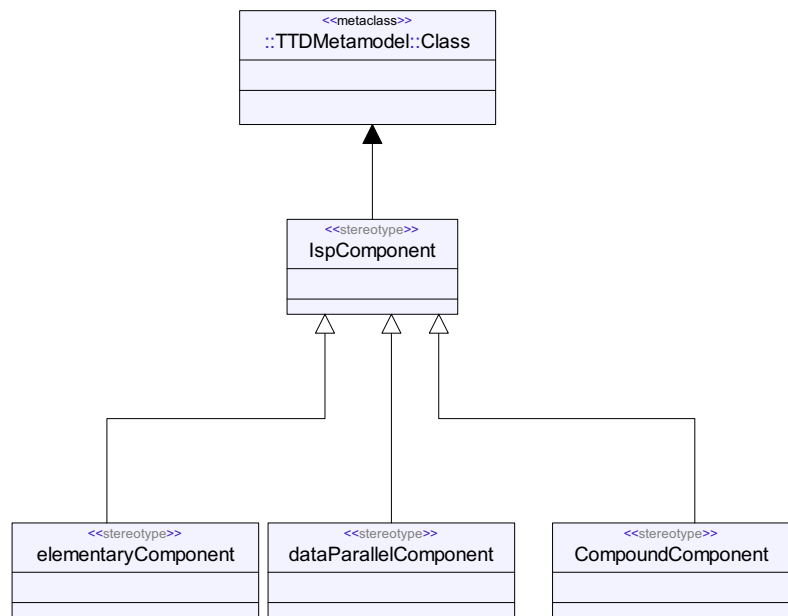 <<metaclass>>
::TTDMetamodel::Class
<<stereotype>>
IspComponent
<<stereotype>>
elementaryComponent
<<stereotype>>
dataParallelComponent
<<stereotype>>
CompoundComponent